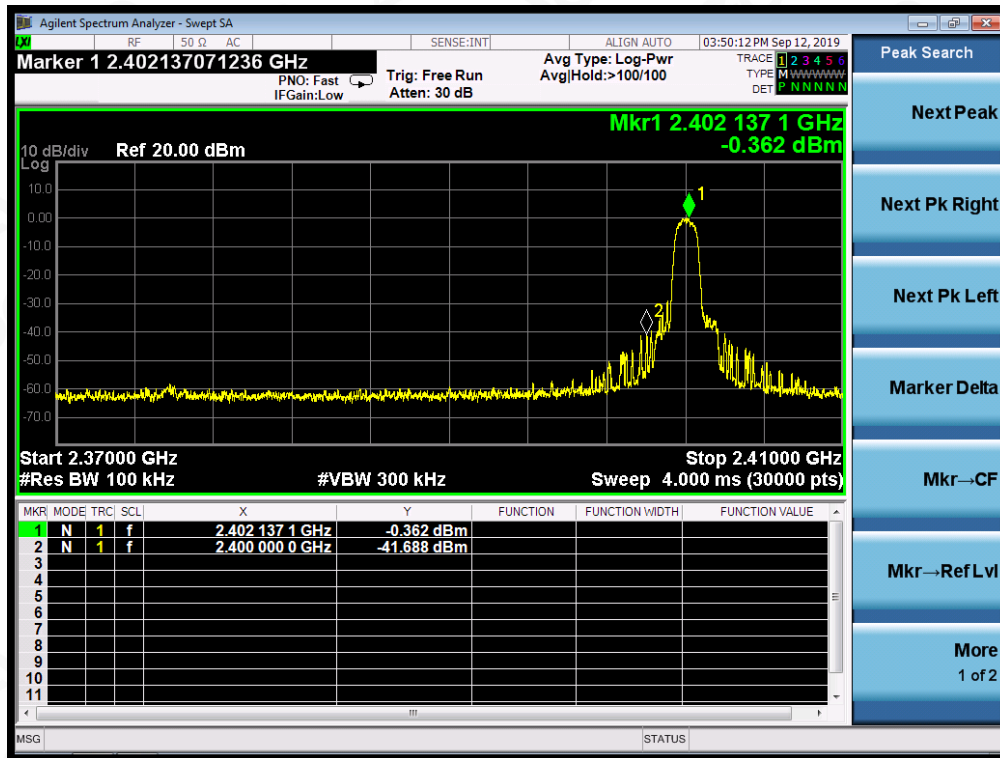 Agilent Spectrum Analyzer - Swept SA
LXI RF 50 Ω AC SENSE:INT ALIGN AUTO 03:50:12 PM Sep 12, 2019
Marker 1 2.402137071236 GHz
PNO: Fast
IFGain:Low
Trig: Free Run
Atten: 30 dB
Avg Type: Log-Pwr
Avg|Hold:>100/100
TRACE 1 2 3 4 5 6
TYPE M WWWWW
DET P N N N N N
Peak Search
Next Peak
Next Pk Right
Next Pk Left
Marker Delta
Mkr→CF
Mkr→Ref Lvl
More
1 of 2
Mkr1 2.402 137 1 GHz
-0.362 dBm
10 dB/div Ref 20.00 dBm
Log
10.0
0.00
-10.0
-20.0
-30.0
-40.0
-50.0
-60.0
-70.0
1
2
Start 2.37000 GHz Stop 2.41000 GHz
#Res BW 100 kHz #VBW 300 kHz Sweep 4.000 ms (30000 pts)
MKR MODE TRC SCL X Y FUNCTION FUNCTION WIDTH FUNCTION VALUE
1 N 1 f 2.402 137 1 GHz -0.362 dBm
2 N 1 f 2.400 000 0 GHz -41.688 dBm
3
4
5
6
7
8
9
10
11
MSG STATUS